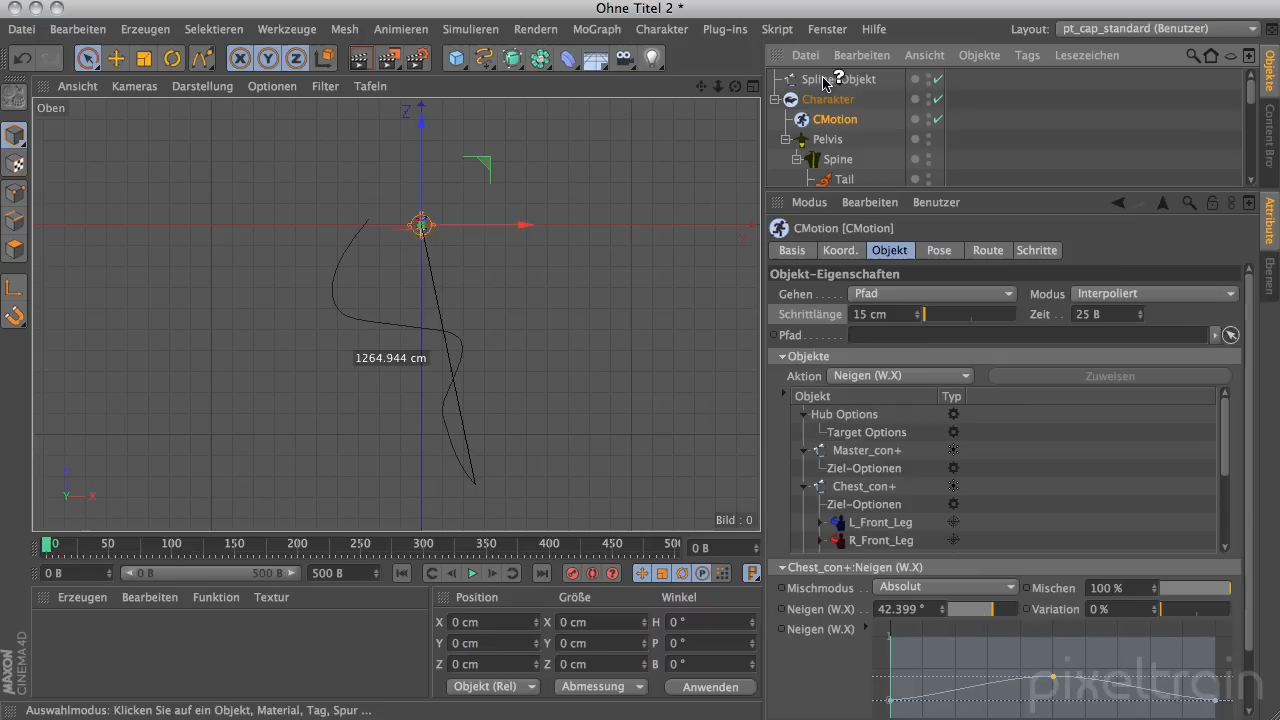 Ohne Titel 2 *
Datei Bearbeiten Erzeugen Selektieren Werkzeuge Mesh Animieren Simulieren Rendern MoGraph Charakter Plug-ins Skript Fenster Hilfe Layout: pt_cap_standard (Benutzer)
Datei Bearbeiten Ansicht Objekte Tags Lesezeichen
Ansicht Kameras Darstellung Optionen Filter Tafeln
Oben
Z
X
1264.944 cm
Z
Y X
Bild : 0
Charakter
CMotion
Pelvis
Spine
Tail
Objekte
Content Bro
Attribute
Ebenen
Modus Bearbeiten Benutzer
CMotion [CMotion]
Basis Koord. Objekt Pose Route Schritte
Objekt-Eigenschaften
Gehen . . . . . Pfad Modus Interpoliert
Schrittlänge 15 cm Zeit . . 25 B
Pfad
Objekte
Aktion Neigen (W.X) Zuweisen
Objekt Typ
Hub Options
Target Options
Master_con+
Ziel-Optionen
Chest_con+
Ziel-Optionen
L_Front_Leg
R_Front_Leg
Chest_con+:Neigen (W.X)
Mischmodus Absolut Mischen 100 %
Neigen (W.X) . . 42.399 ° Variation 0 %
Neigen (W.X)
1
pixeltrain
0 50 100 150 200 250 300 350 400 450 50 0 B
0 B 0 B 500 B 500 B
Erzeugen Bearbeiten Funktion Textur
Position Größe Winkel
X 0 cm X 0 cm H 0 °
Y 0 cm Y 0 cm P 0 °
Z 0 cm Z 0 cm B 0 °
Objekt (Rel) Abmessung Anwenden
MAXON CINEMA 4D
Auswahlmodus: Klicken Sie auf ein Objekt, Material, Tag, Spur ...